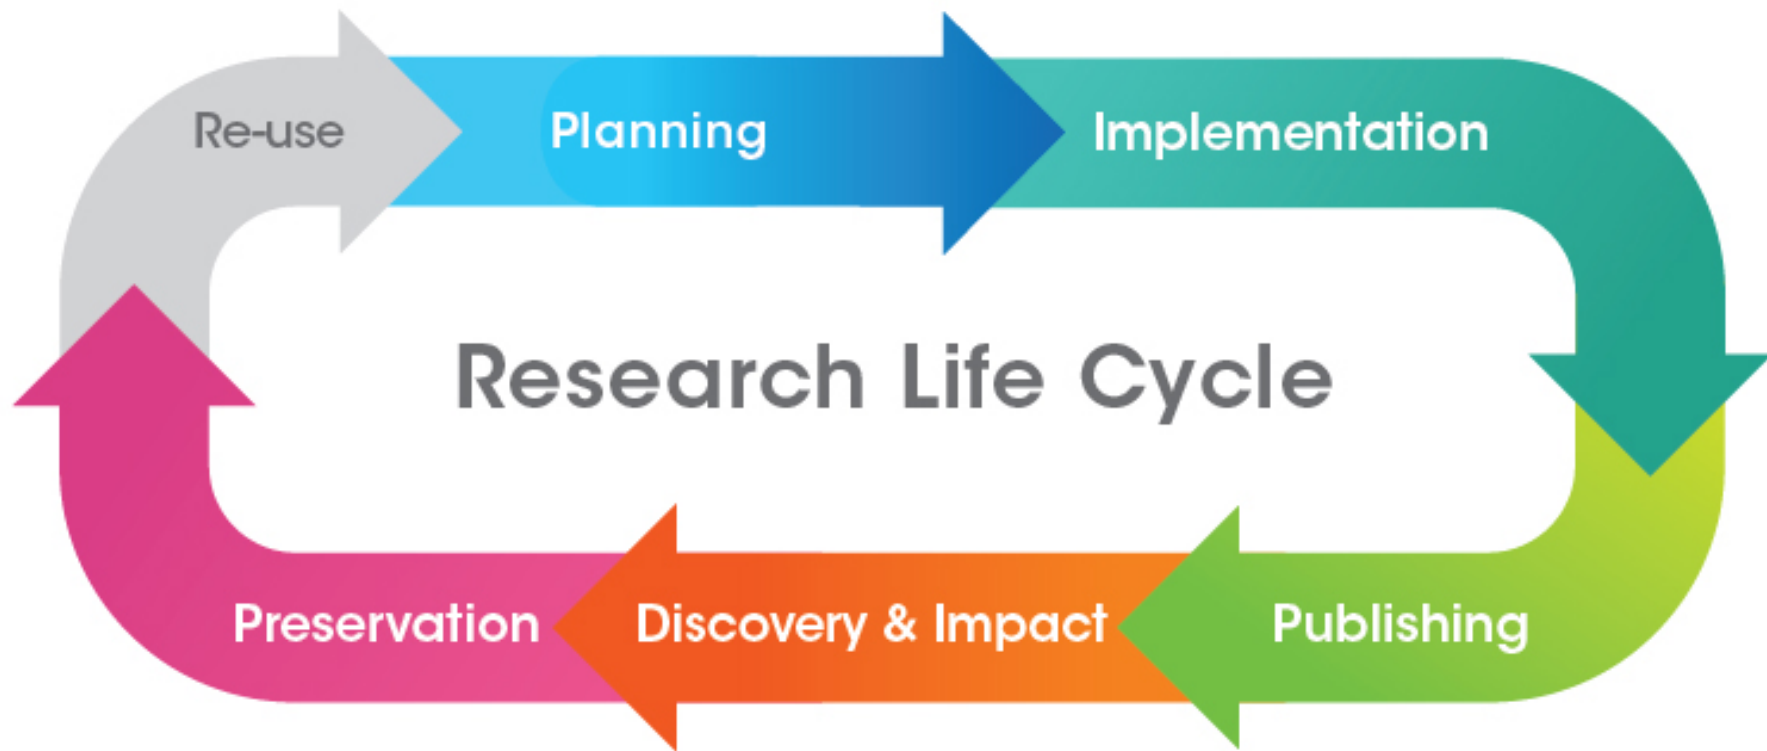 Re-use
Planning
Implementation
Research Life Cycle
Preservation
Discovery & Impact
Publishing